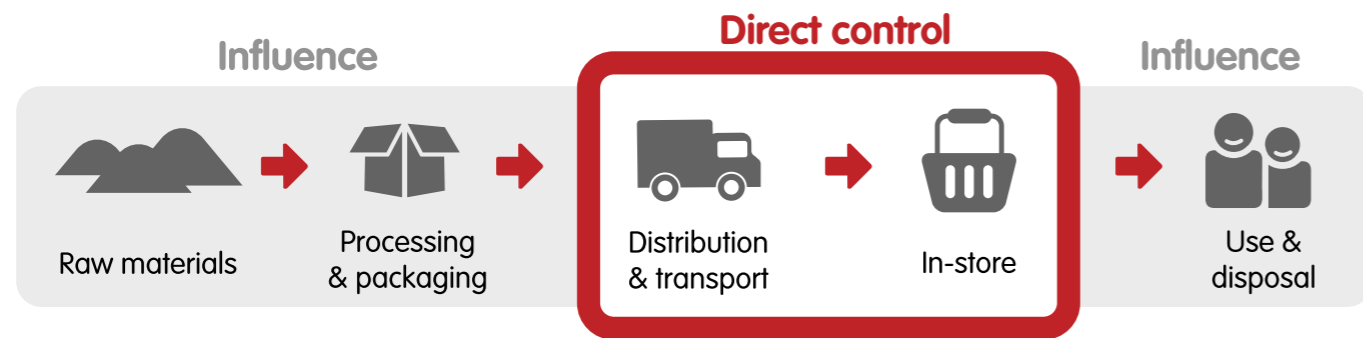 Influence
Direct control
Influence
Raw materials
Processing
& packaging
Distribution
& transport
In-store
Use &
disposal